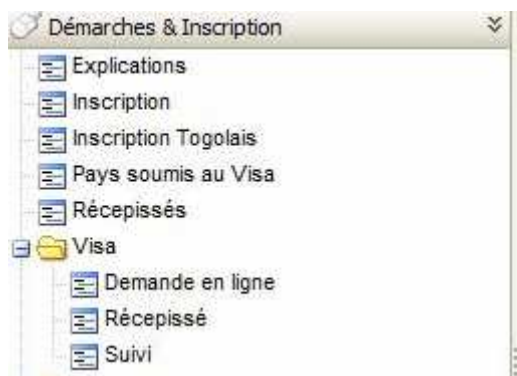 Démarches & Inscription
Explications
Inscription
Inscription Togolais
Pays soumis au Visa
Récepissés
Visa
Demande en ligne
Récepissé
Suivi